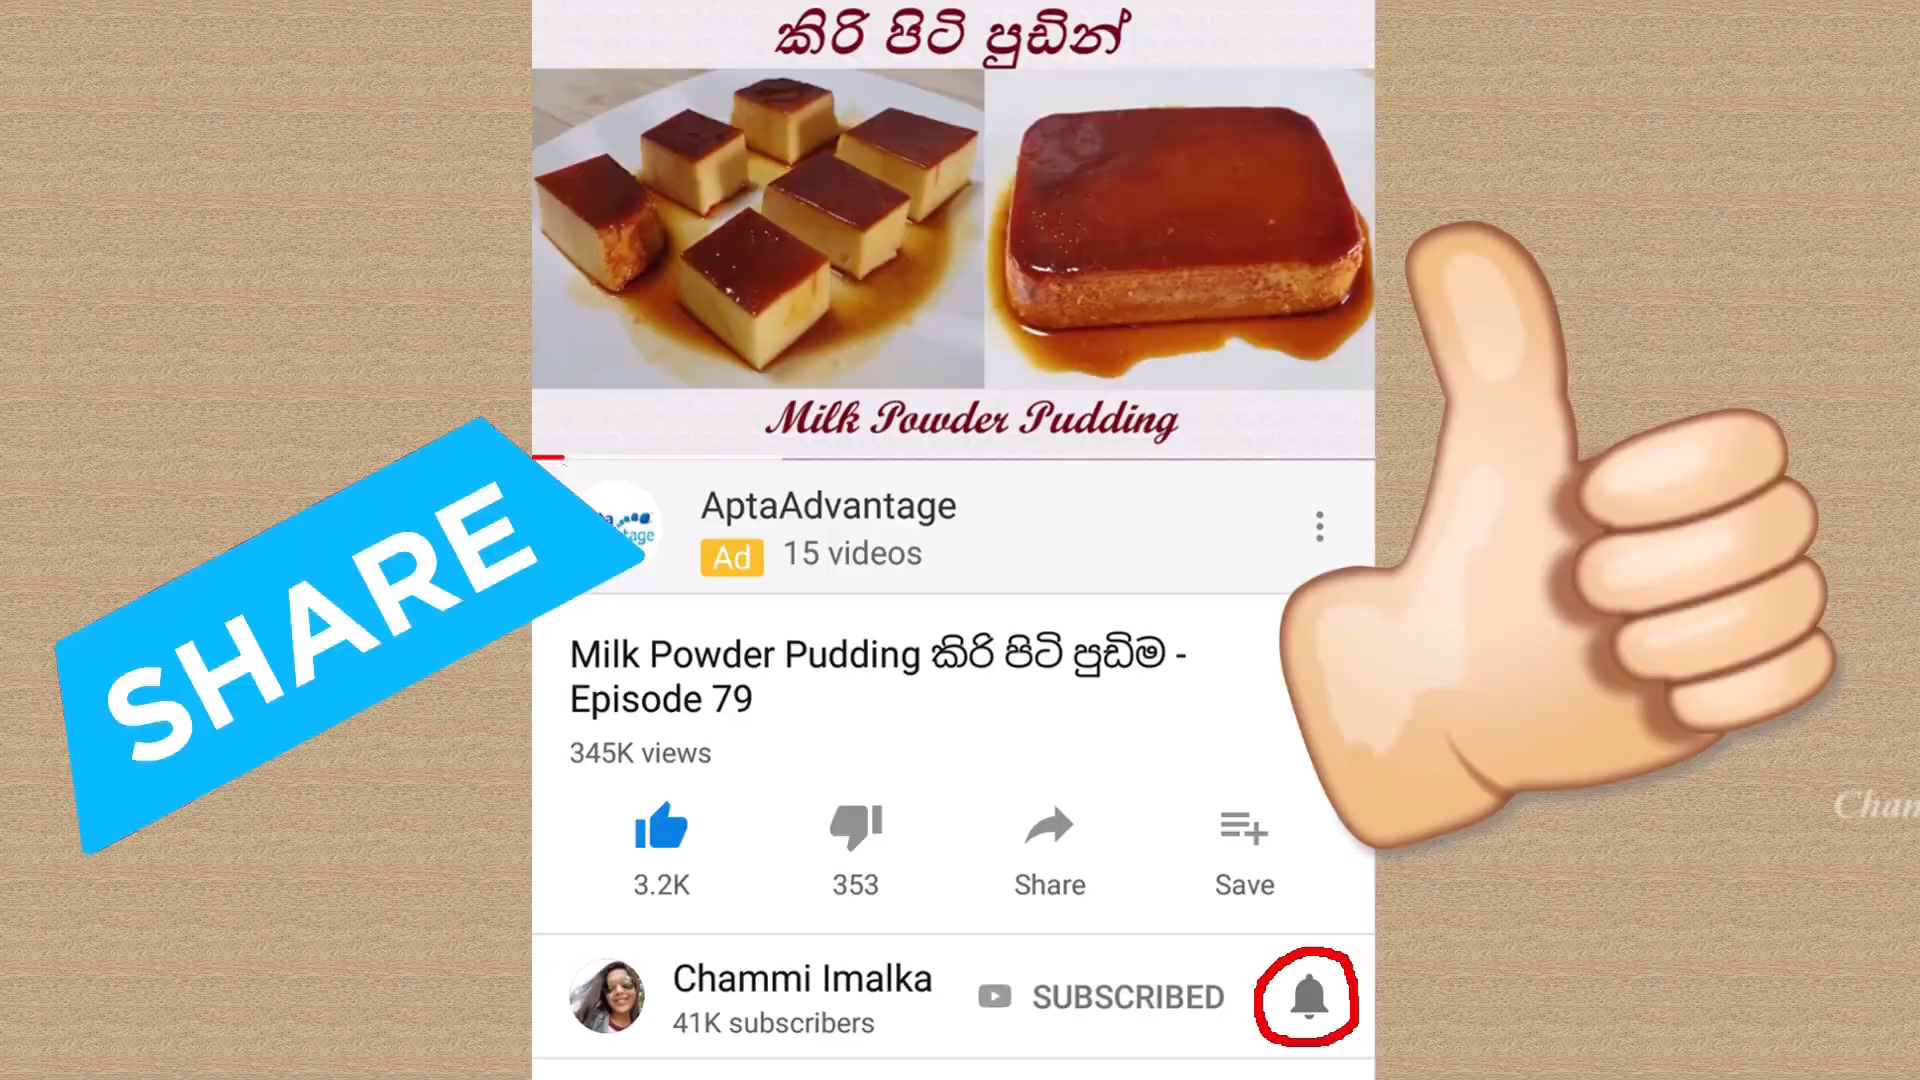 කිරි පිටි පුඩින්
Milk Powder Pudding
SHARE
AptaAdvantage
Ad 15 videos
Milk Powder Pudding කිරි පිටි පුඩිම -
Episode 79
345K views
3.2K 353 Share Save
Chammi Imalka
41K subscribers
SUBSCRIBED